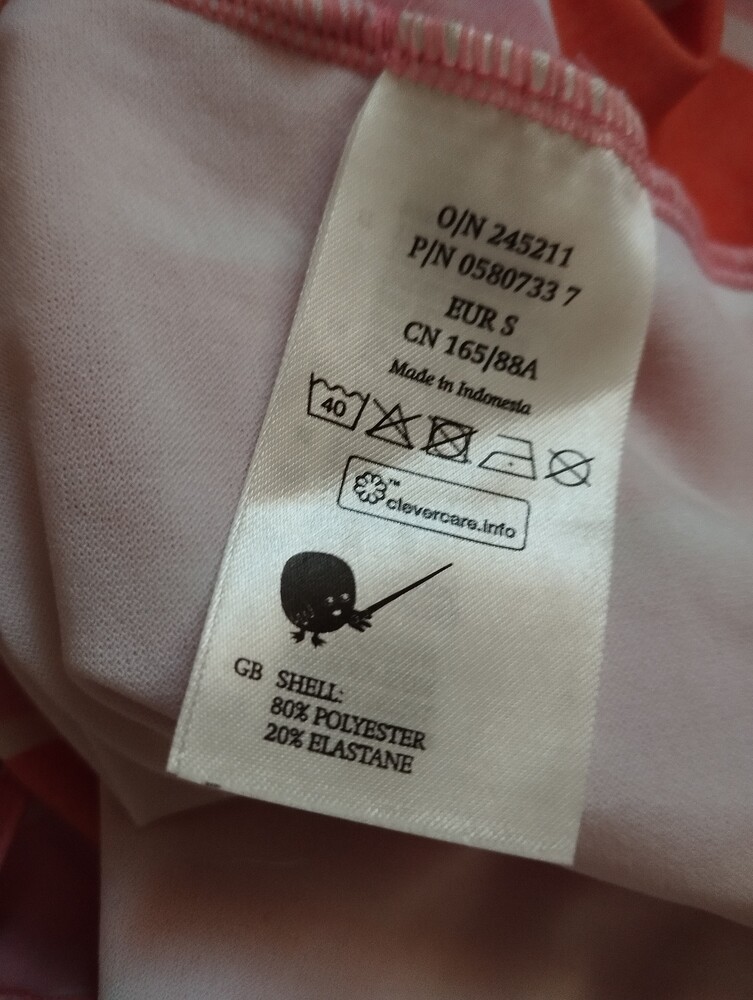 O/N 245211
P/N 0580733 7
EUR S
CN 165/88A
Made in Indonesia
40
™
clevercare.info
GB SHELL:
80% POLYESTER
20% ELASTANE